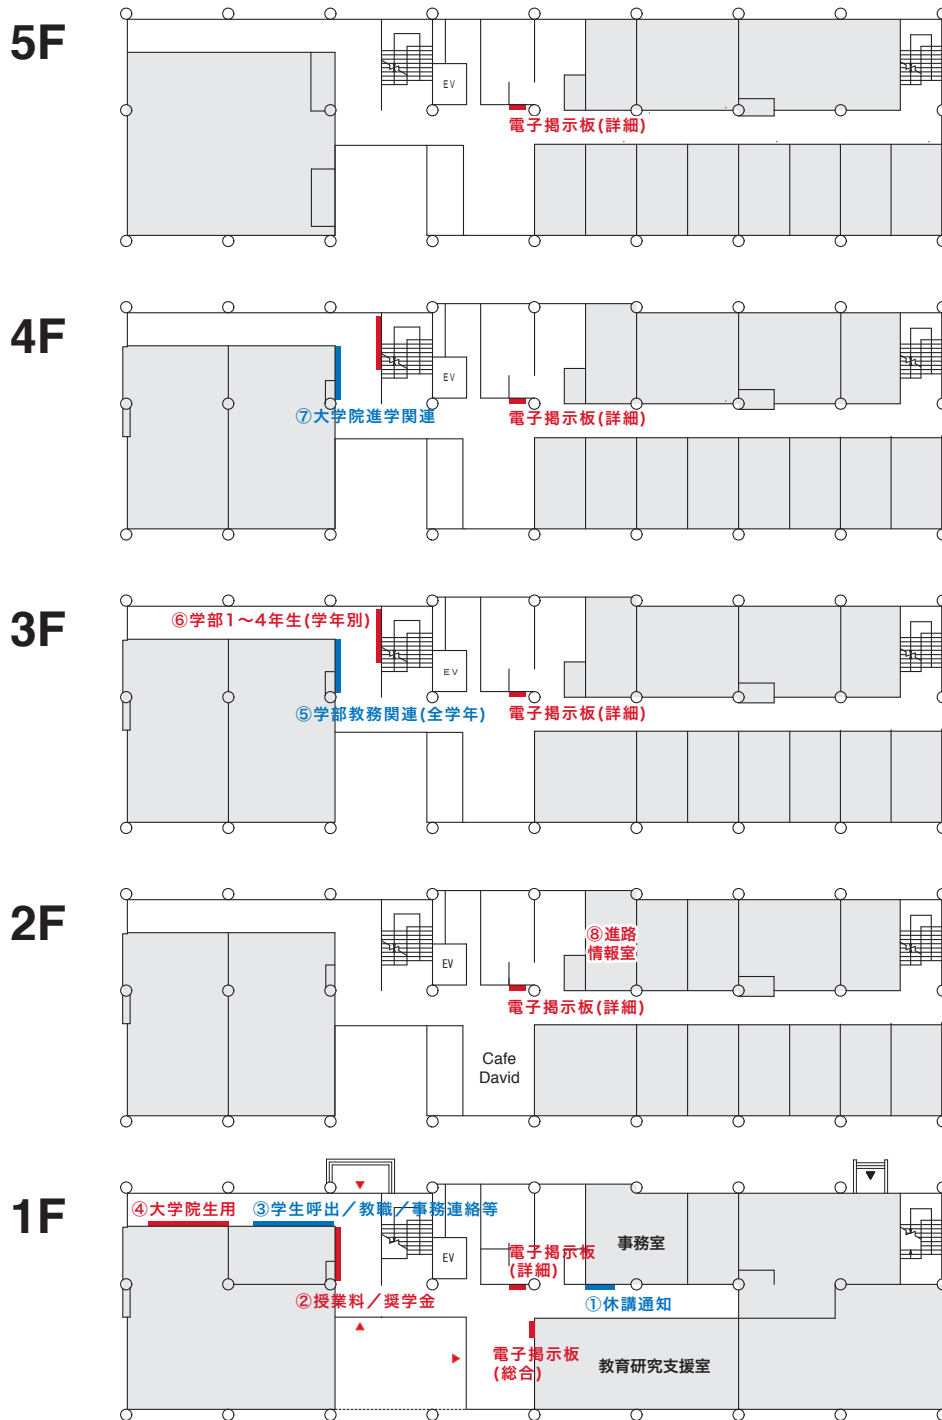 5F
EV
電子掲示板(詳細)
4F
EV
⑦大学院進学関連
電子掲示板(詳細)
3F
⑥学部1〜4年生(学年別)
EV
⑤学部教務関連(全学年)
電子掲示板(詳細)
2F
⑧進路
情報室
EV
電子掲示板(詳細)
Cafe
David
1F
④大学院生用
③学生呼出／教職／事務連絡等
事務室
EV
電子掲示板
(詳細)
②授業料／奨学金
①休講通知
電子掲示板
(総合)
教育研究支援室